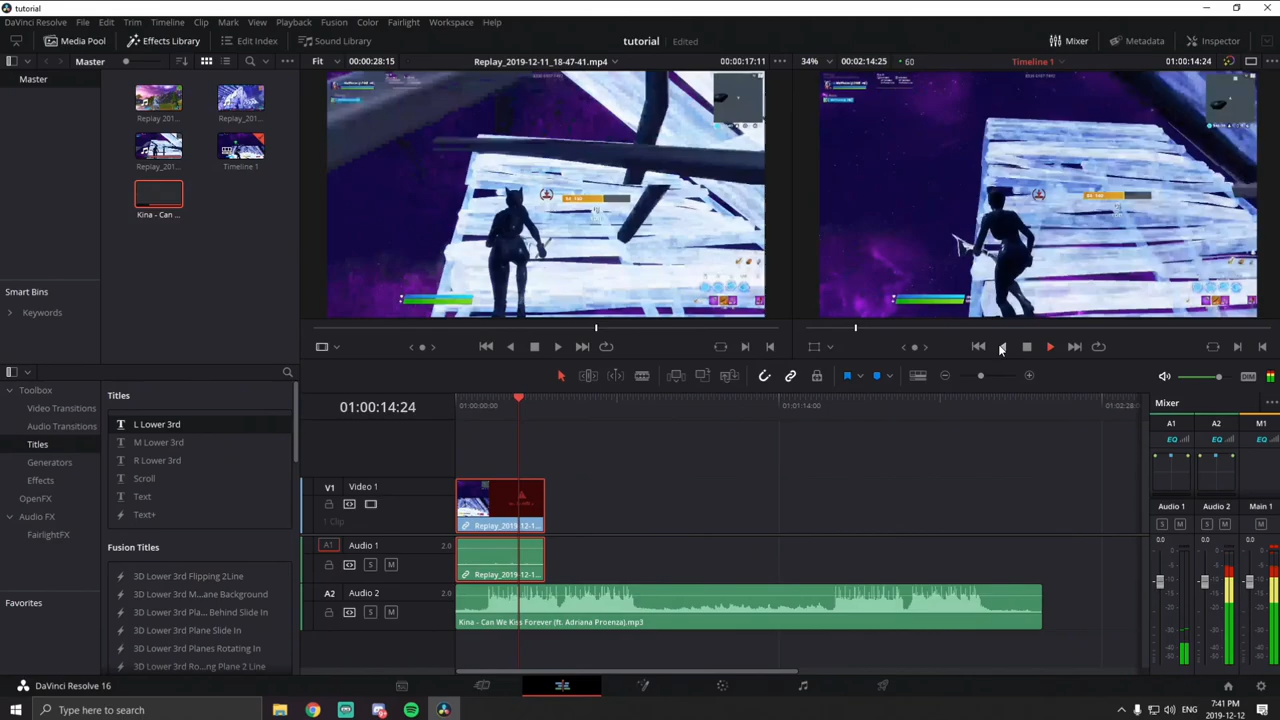 tutorial
DaVinci Resolve File Edit Trim Timeline Clip Mark View Playback Fusion Color Fairlight Workspace Help
Media Pool Effects Library Edit Index Sound Library tutorial Edited Mixer Metadata Inspector
Master Fit 00:00:28:15 Replay_2019-12-11_18-47-41.mp4 00:00:17:11 34% 00:02:14:25 60 Timeline 1 01:00:14:24
Master
Replay 201... Replay_201...
Replay_201... Timeline 1
Kina - Can ...
Smart Bins
Keywords
Toolbox
Video Transitions
Audio Transitions
Titles
Generators
Effects
OpenFX
Audio FX
FairlightFX
Favorites
Titles
L Lower 3rd
M Lower 3rd
R Lower 3rd
Scroll
Text
Text+
Fusion Titles
3D Lower 3rd Flipping 2Line
3D Lower 3rd M...ane Background
3D Lower 3rd Pla... Behind Slide In
3D Lower 3rd Plane Slide In
3D Lower 3rd Planes Rotating In
3D Lower 3rd Ro...ng Plane 2 Line
01:00:14:24 01:00:00:00 01:01:14:00 01:02:28:0
V1 Video 1
1 Clip
Replay_2019-12-1...
A1 Audio 1 2.0
S M
Replay_2019-12-1...
A2 Audio 2 2.0
S M
Kina - Can We Kiss Forever (ft. Adriana Proenza).mp3
DIM
Mixer
A1 A2 M1
EQ EQ EQ
Audio 1 Audio 2 Main 1
S M S M M
0.0 0.0 0.0
DaVinci Resolve 16
Type here to search
ENG
7:41 PM
2019-12-12